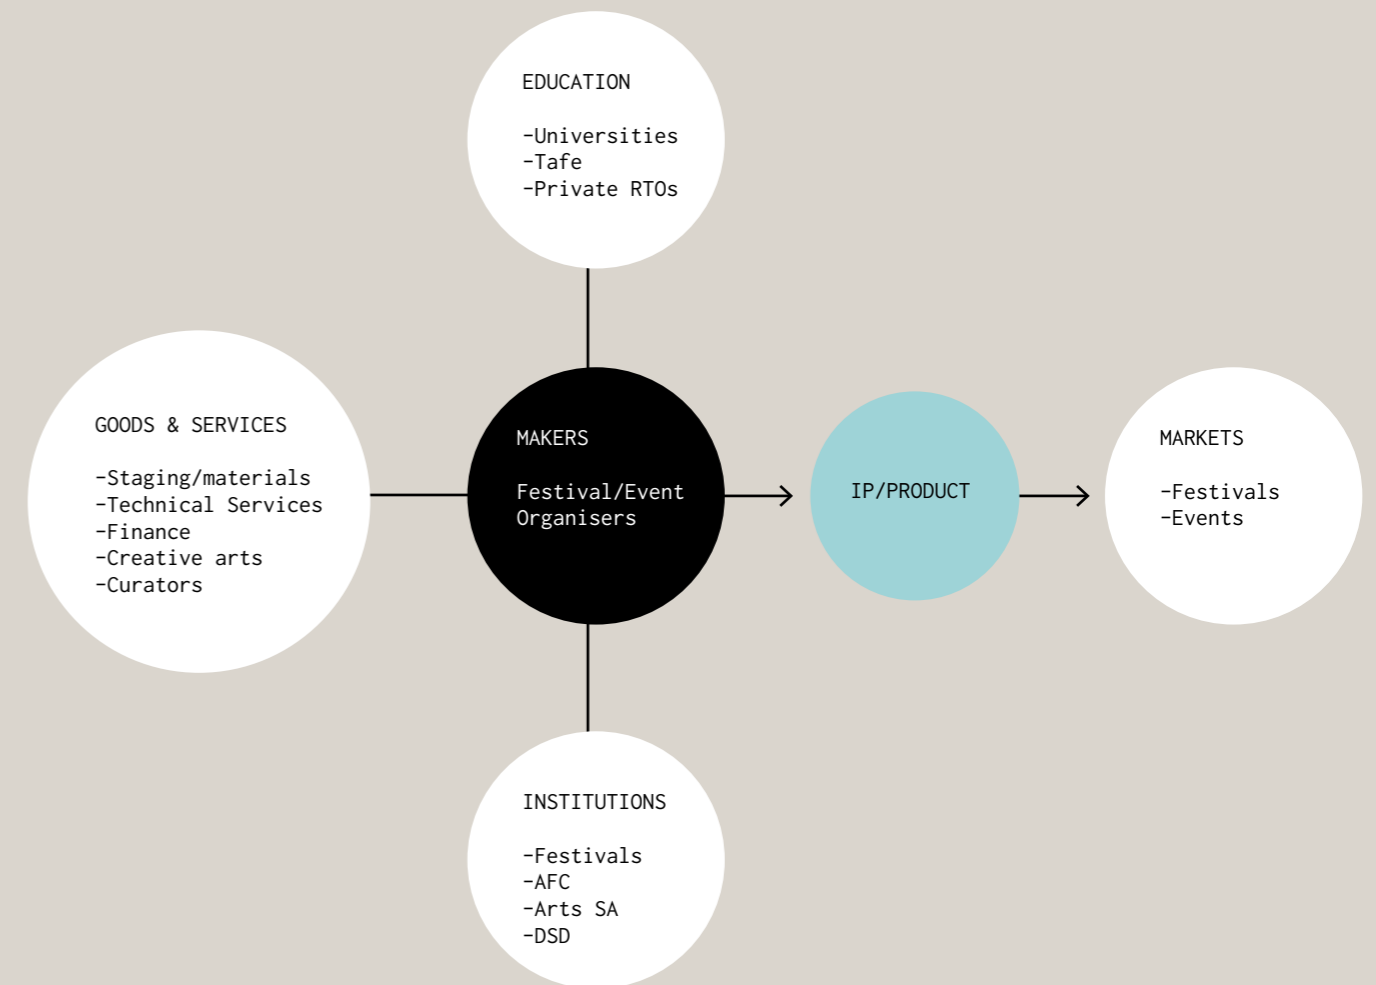 EDUCATION
-Universities
-Tafe
-Private RTOs
GOODS & SERVICES
-Staging/materials
-Technical Services
-Finance
-Creative arts
-Curators
MAKERS
Festival/Event
Organisers
IP/PRODUCT
MARKETS
-Festivals
-Events
INSTITUTIONS
-Festivals
-AFC
-Arts SA
-DSD